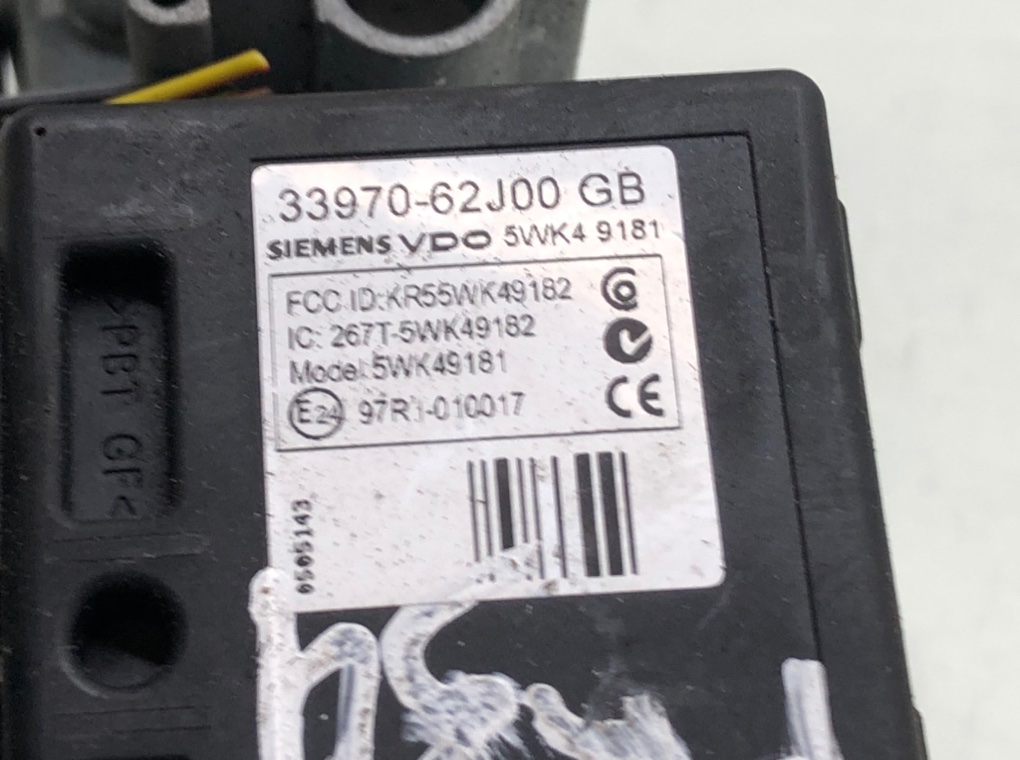 33970-62J00 GB
SIEMENS VDO 5WK4 9181
FCC ID:KR55WK49182
IC: 267T-5WK49182
Model:5WK49181
E24 97R1-010017
CE
0505143
>PBT GF<